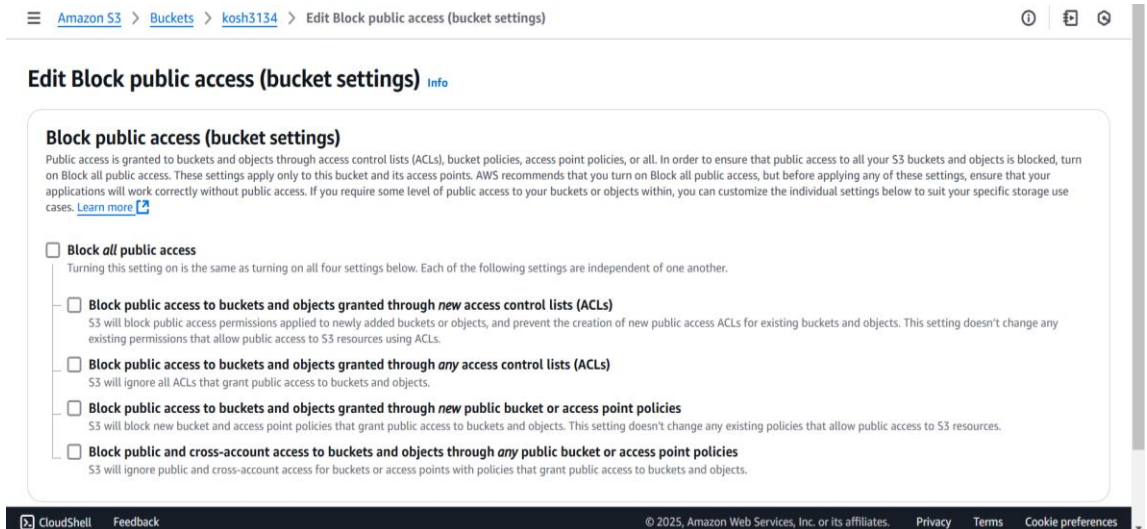 Amazon S3 > Buckets > kosh3134 > Edit Block public access (bucket settings)
Edit Block public access (bucket settings) Info
Block public access (bucket settings)
Public access is granted to buckets and objects through access control lists (ACLs), bucket policies, access point policies, or all. In order to ensure that public access to all your S3 buckets and objects is blocked, turn
on Block all public access. These settings apply only to this bucket and its access points. AWS recommends that you turn on Block all public access, but before applying any of these settings, ensure that your
applications will work correctly without public access. If you require some level of public access to your buckets or objects within, you can customize the individual settings below to suit your specific storage use
cases. Learn more
Block all public access
Turning this setting on is the same as turning on all four settings below. Each of the following settings are independent of one another.
Block public access to buckets and objects granted through new access control lists (ACLs)
S3 will block public access permissions applied to newly added buckets or objects, and prevent the creation of new public access ACLs for existing buckets and objects. This setting doesn't change any
existing permissions that allow public access to S3 resources using ACLs.
Block public access to buckets and objects granted through any access control lists (ACLs)
S3 will ignore all ACLs that grant public access to buckets and objects.
Block public access to buckets and objects granted through new public bucket or access point policies
S3 will block new bucket and access point policies that grant public access to buckets and objects. This setting doesn't change any existing policies that allow public access to S3 resources.
Block public and cross-account access to buckets and objects through any public bucket or access point policies
S3 will ignore public and cross-account access for buckets or access points with policies that grant public access to buckets and objects.
CloudShell Feedback © 2025, Amazon Web Services, Inc. or its affiliates. Privacy Terms Cookie preferences